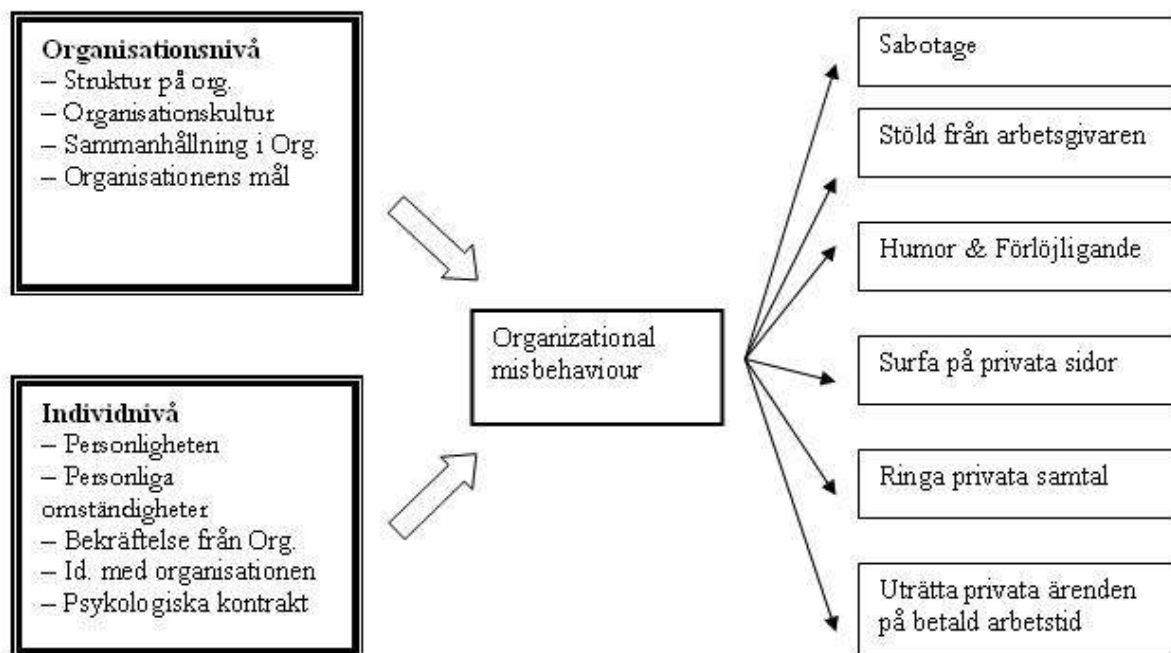 Organisationsnivå
– Struktur på org.
– Organisationskultur
– Sammanhållning i Org.
– Organisationens mål
Individnivå
– Personligheten
– Personliga
omständigheter
– Bekräftelse från Org.
– Id. med organisationen
– Psykologiska kontrakt
Organizational
misbehaviour
Sabotage
Stöld från arbetsgivaren
Humor & Förlöjligande
Surfa på privata sidor
Ringa privata samtal
Uträtta privata ärenden
på betald arbetstid